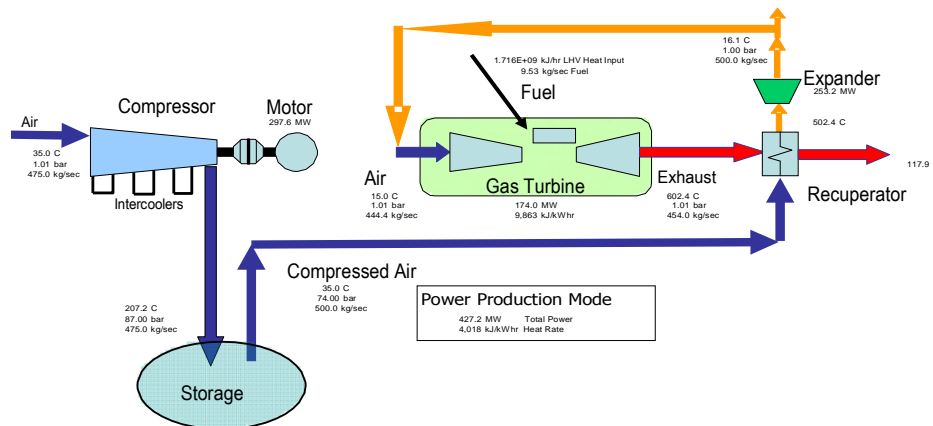 Air
35.0 C
1.01 bar
475.0 kg/sec
Compressor
Intercoolers
Motor
297.6 MW
1.716E+09 kJ/hr LHV Heat Input
9.53 kg/sec Fuel
Fuel
16.1 C
1.00 bar
500.0 kg/sec
Expander
253.2 MW
502.4 C
Air
15.0 C
1.01 bar
444.4 kg/sec
Gas Turbine
174.0 MW
9,863 kJ/kWhr
Exhaust
602.4 C
1.01 bar
454.0 kg/sec
117.9
Recuperator
207.2 C
87.00 bar
475.0 kg/sec
Storage
Compressed Air
35.0 C
74.00 bar
500.0 kg/sec
Power Production Mode
427.2 MW Total Power
4,018 kJ/kWhr Heat Rate